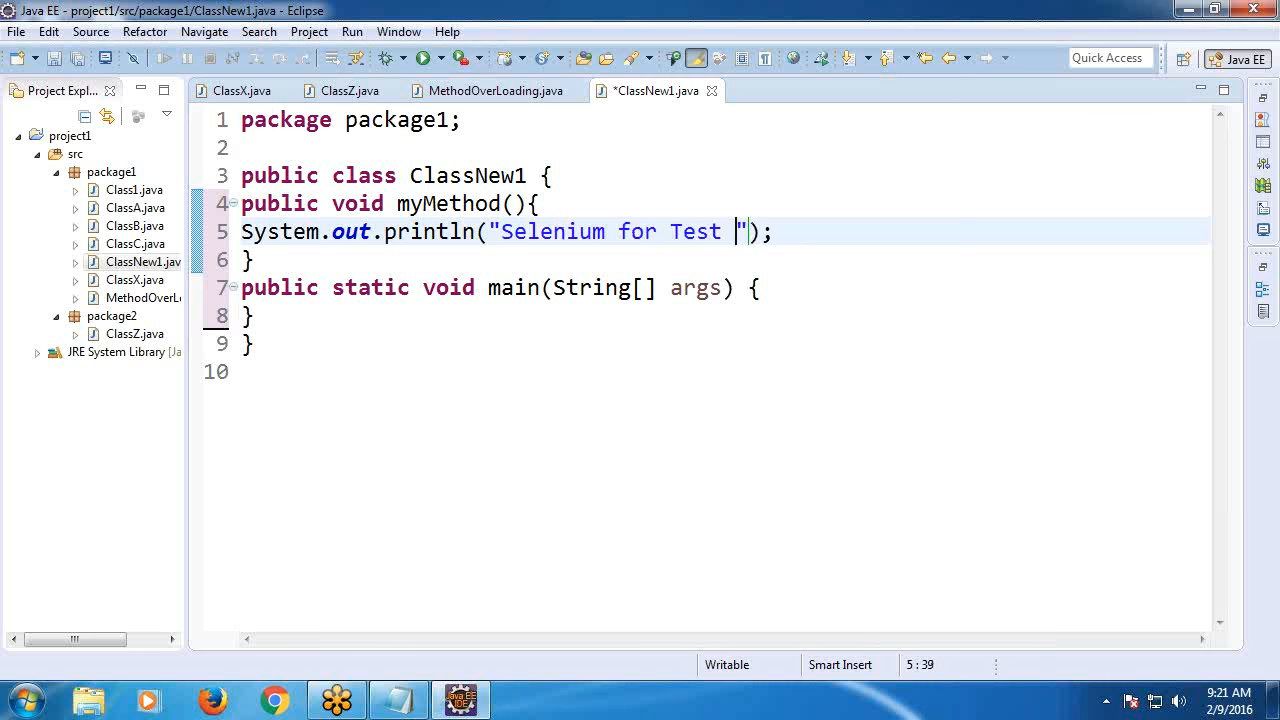 Java EE - project1/src/package1/ClassNew1.java - Eclipse
File Edit Source Refactor Navigate Search Project Run Window Help
Quick Access
Java EE
Project Expl...
ClassX.java
ClassZ.java
MethodOverLoading.j
*ClassNew1.java
project1
src
package1
Class1.java
ClassA.java
ClassB.java
ClassC.java
ClassNew1.jav
ClassX.java
MethodOverL
package2
ClassZ.java
JRE System Library [Ja
1 package package1;
2
3 public class ClassNew1 {
4 public void myMethod(){
5 System.out.println("Selenium for Test ");
6 }
7 public static void main(String[] args) {
8 }
9 }
10
Writable
Smart Insert
5 : 39
Java EE
IDE
9:21 AM
2/9/2016